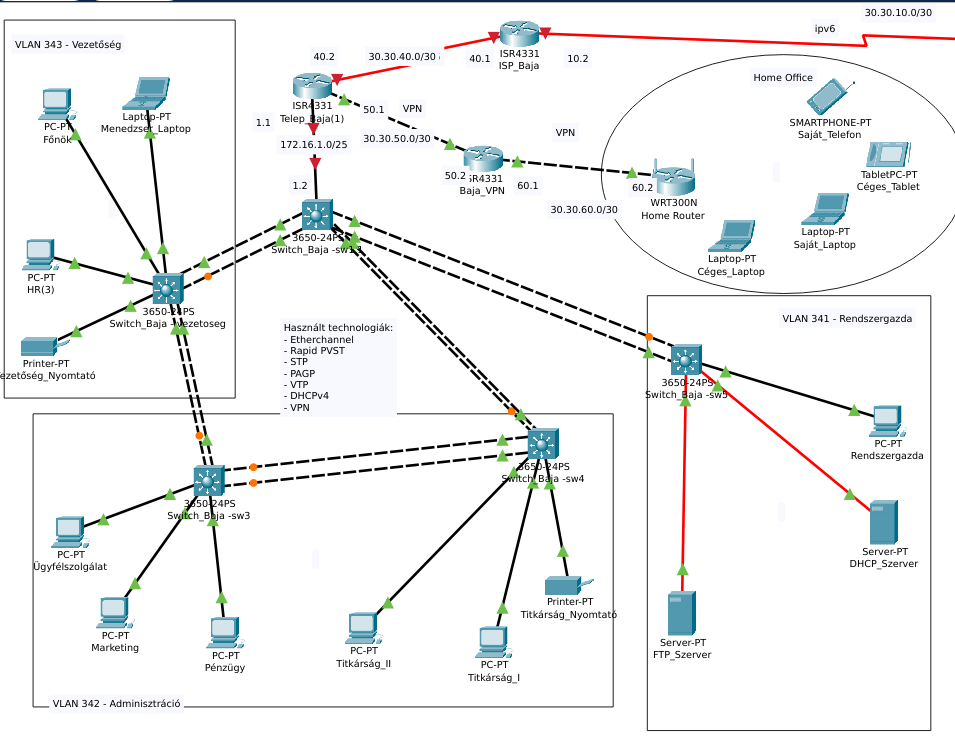 30.30.10.0/30
ipv6
VLAN 343 - Vezetőség
40.2
30.30.40.0/30
40.1
ISR4331
ISP_Baja
10.2
Home Office
PC-PT
Főnök
Laptop-PT
Menedzser_Laptop
ISR4331
Telep_Baja(1)
50.1
VPN
1.1
172.16.1.0/25
30.30.50.0/30
VPN
SMARTPHONE-PT
Saját_Telefon
50.2
ISR4331
Baja_VPN
60.1
1.2
60.2
30.30.60.0/30
WRT300N
Home Router
TabletPC-PT
Céges_Tablet
Laptop-PT
Saját_Laptop
Laptop-PT
Céges_Laptop
3650-24PS
Switch_Baja -sw1
PC-PT
HR(3)
3650-24PS
Switch_Baja -vezetoseg
Printer-PT
Vezetőség_Nyomtató
Használt technologiák:
- Etherchannel
- Rapid PVST
- STP
- PAGP
- VTP
- DHCPv4
- VPN
VLAN 341 - Rendszergazda
3650-24PS
Switch_Baja -sw5
PC-PT
Rendszergazda
Server-PT
DHCP_Szerver
Server-PT
FTP_Szerver
3650-24PS
Switch_Baja -sw3
3650-24PS
Switch_Baja -sw4
PC-PT
Ügyfélszolgálat
PC-PT
Marketing
PC-PT
Pénzügy
PC-PT
Titkárság_II
PC-PT
Titkárság_I
Printer-PT
Titkárság_Nyomtató
VLAN 342 - Adminisztráció